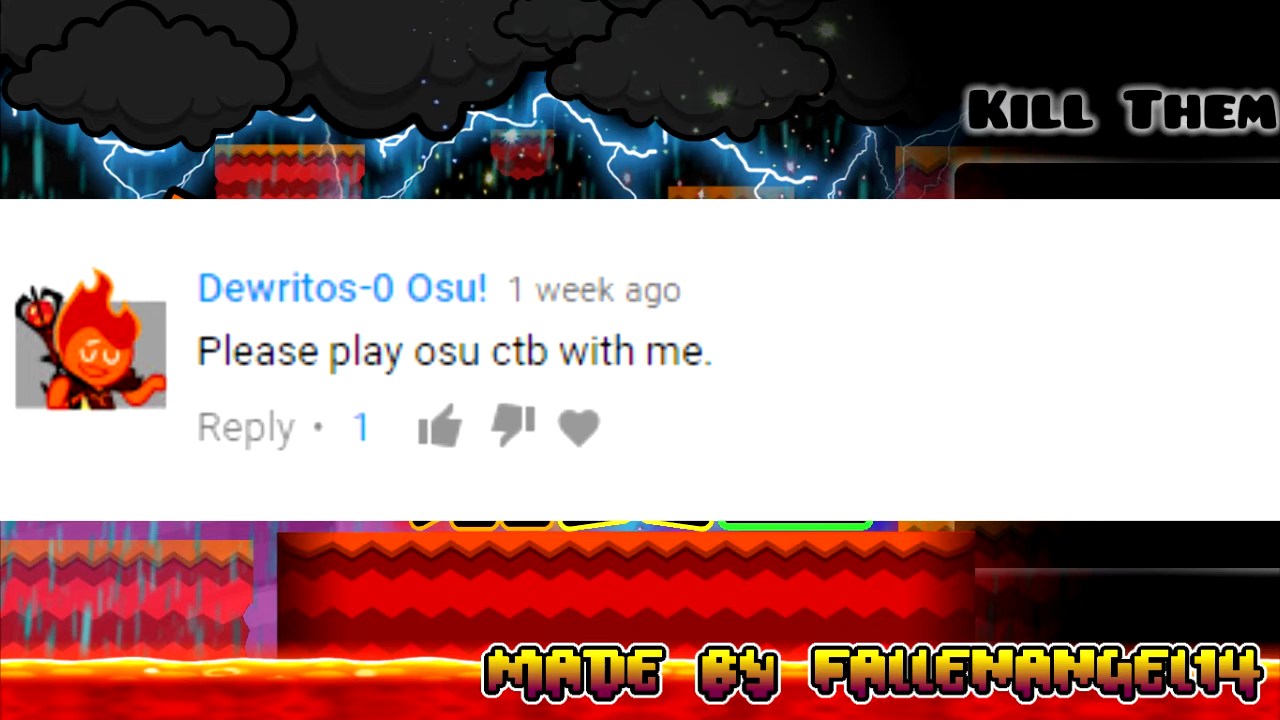 KILL THEM
Dewritos-0 Osu! 1 week ago
Please play osu ctb with me.
Reply • 1
MADE BY FALLENANGEL14